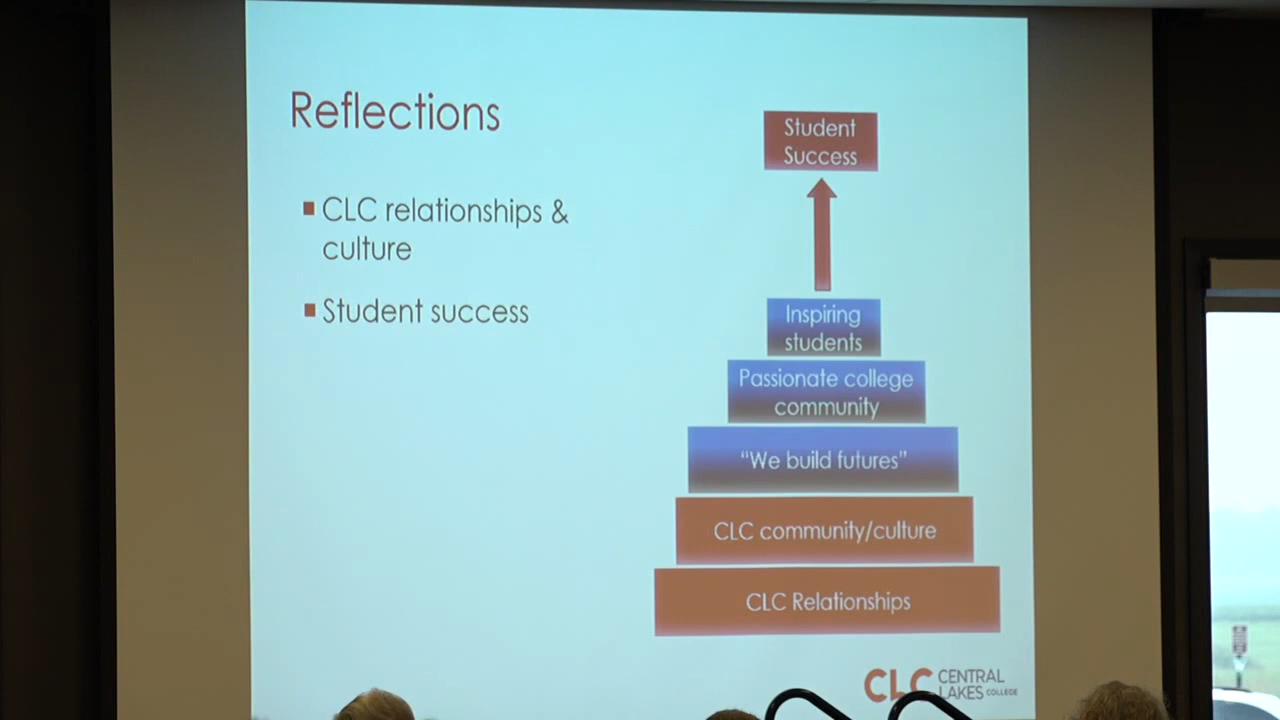 Reflections
CLC relationships &
culture
Student success
Student
Success
Inspiring
students
Passionate college
community
“We build futures”
CLC community/culture
CLC Relationships
CLC CENTRAL
LAKES COLLEGE